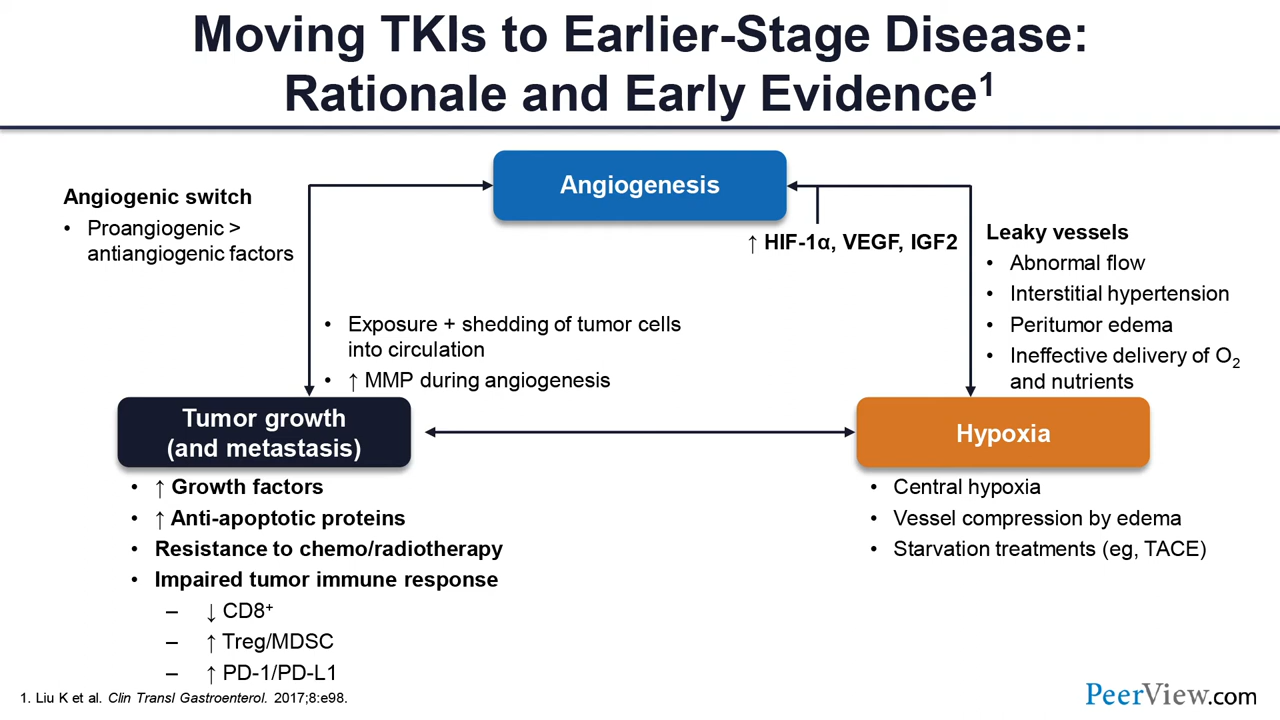 Moving TKIs to Earlier-Stage Disease:
Rationale and Early Evidence¹
Angiogenesis
Angiogenic switch
• Proangiogenic >
antiangiogenic factors
↑ HIF-1α, VEGF, IGF2
Leaky vessels
• Abnormal flow
• Interstitial hypertension
• Peritumor edema
• Ineffective delivery of O₂
and nutrients
• Exposure + shedding of tumor cells
into circulation
• ↑ MMP during angiogenesis
Tumor growth
(and metastasis)
Hypoxia
• ↑ Growth factors
• ↑ Anti-apoptotic proteins
• Resistance to chemo/radiotherapy
• Impaired tumor immune response
– ↓ CD8⁺
– ↑ Treg/MDSC
– ↑ PD-1/PD-L1
• Central hypoxia
• Vessel compression by edema
• Starvation treatments (eg, TACE)
1. Liu K et al. Clin Transl Gastroenterol. 2017;8:e98.
PeerView.com